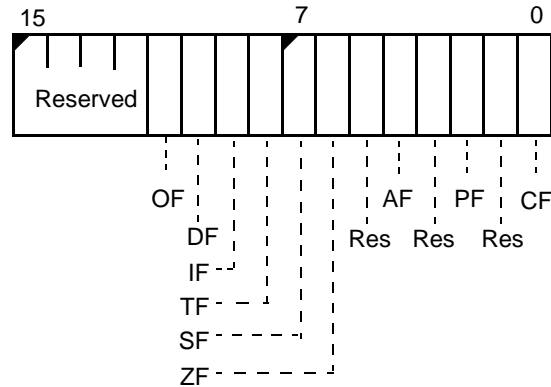 15 7 0
Reserved
OF AF PF CF
DF Res Res Res
IF
TF
SF
ZF